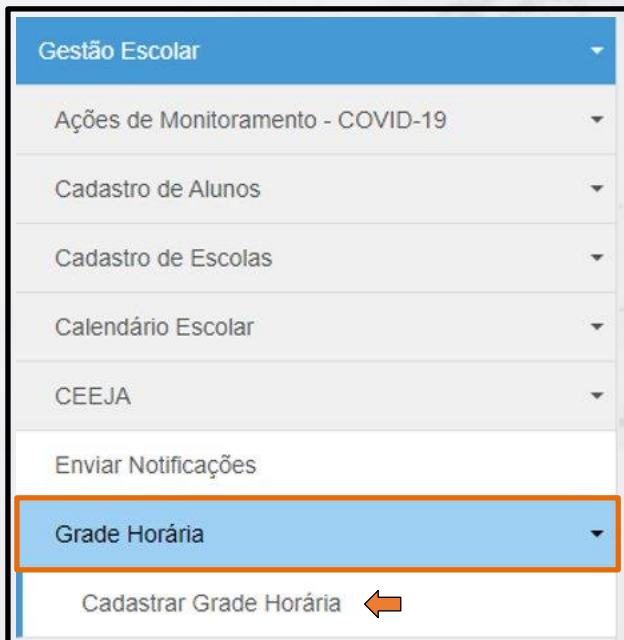 Gestão Escolar
Ações de Monitoramento - COVID-19
Cadastro de Alunos
Cadastro de Escolas
Calendário Escolar
CEEJA
Enviar Notificações
Grade Horária
Cadastrar Grade Horária